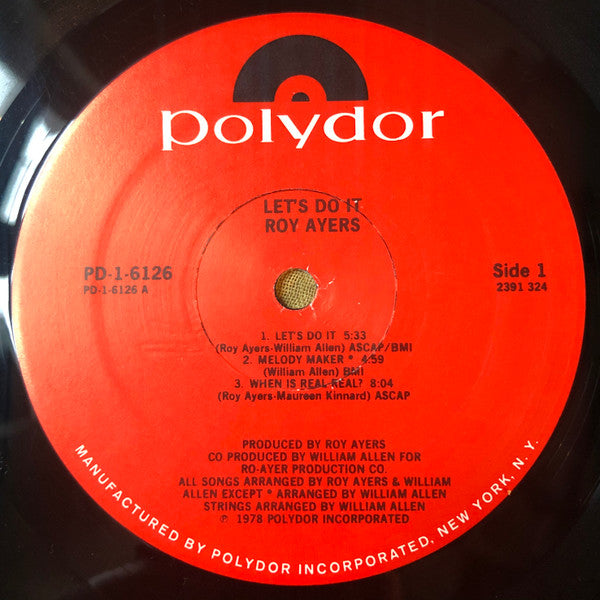 polydor
LET'S DO IT
ROY AYERS
PD-1-6126
PD-1-6126 A
Side 1
2391 324
1. LET'S DO IT 5:33
(Roy Ayers-William Allen) ASCAP/BMI
2. MELODY MAKER * 4:59
(William Allen) BMI
3. WHEN IS REAL REAL? 8:04
(Roy Ayers-Maureen Kinnard) ASCAP
PRODUCED BY ROY AYERS
CO PRODUCED BY WILLIAM ALLEN FOR
RO-AYER PRODUCTION CO.
ALL SONGS ARRANGED BY ROY AYERS & WILLIAM
ALLEN EXCEPT * ARRANGED BY WILLIAM ALLEN
STRINGS ARRANGED BY WILLIAM ALLEN
℗ 1978 POLYDOR INCORPORATED
MANUFACTURED BY POLYDOR INCORPORATED, NEW YORK, N. Y.